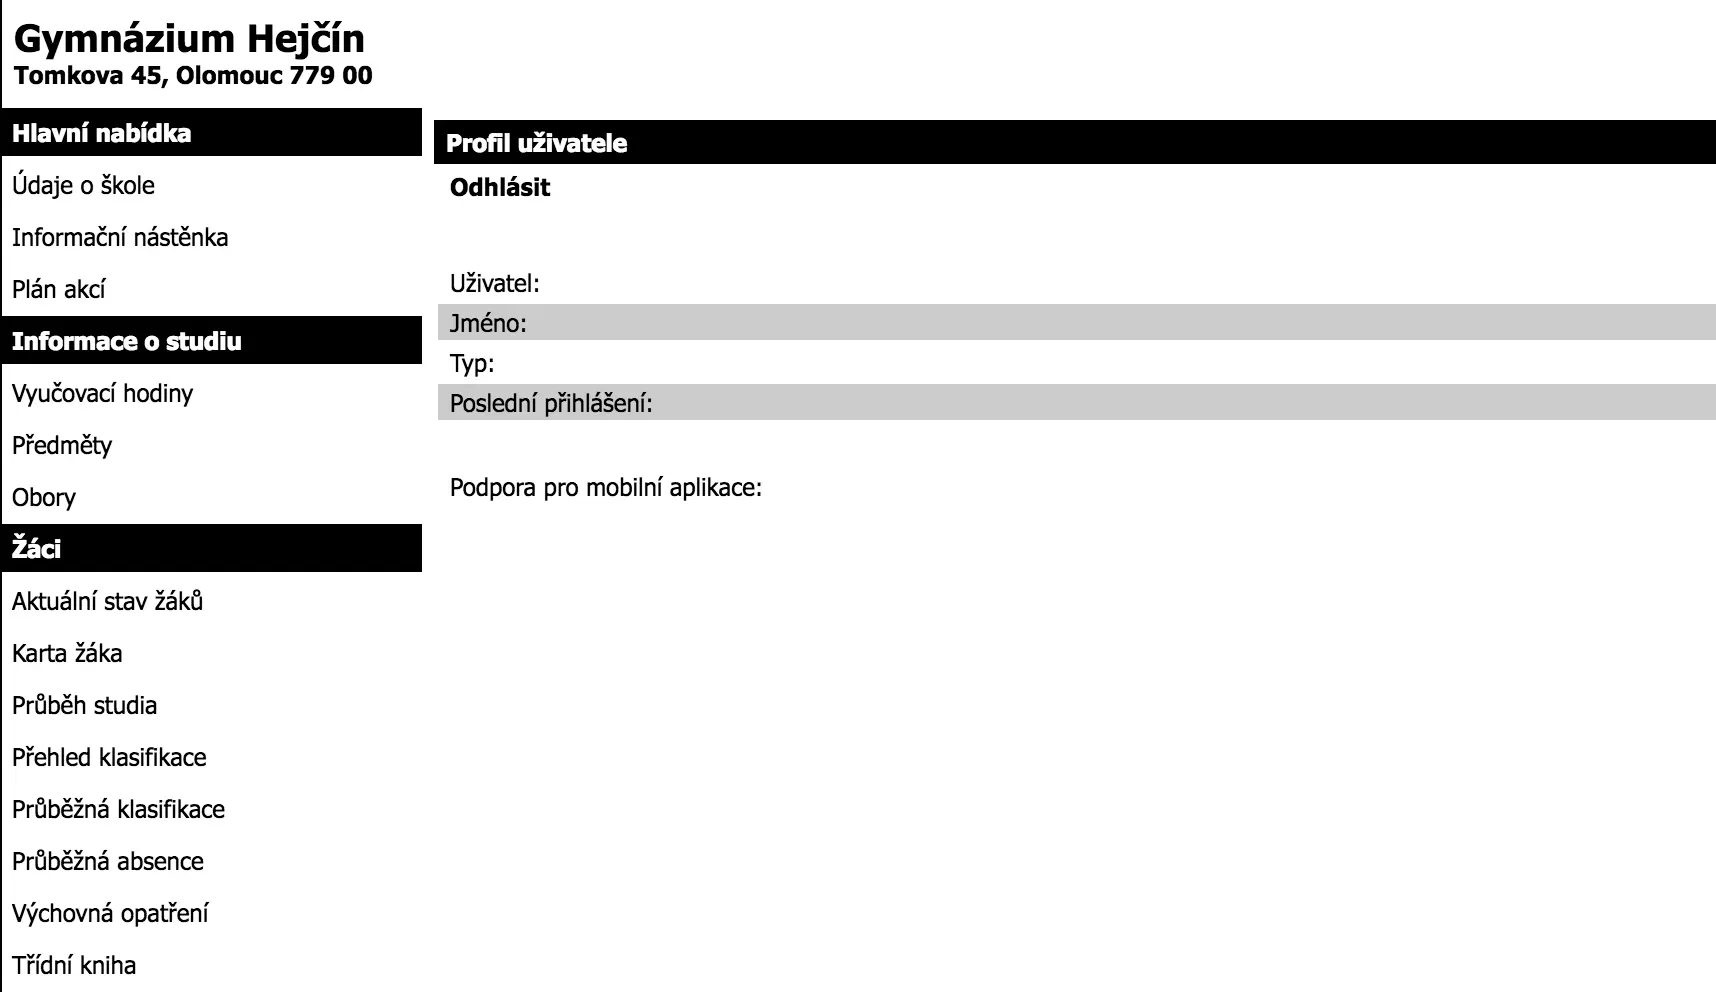 Gymnázium Hejčín
Tomkova 45, Olomouc 779 00
Hlavní nabídka
Údaje o škole
Informační nástěnka
Plán akcí
Informace o studiu
Vyučovací hodiny
Předměty
Obory
Žáci
Aktuální stav žáků
Karta žáka
Průběh studia
Přehled klasifikace
Průběžná klasifikace
Průběžná absence
Výchovná opatření
Třídní kniha
Profil uživatele
Odhlásit
Uživatel:
Jméno:
Typ:
Poslední přihlášení:
Podpora pro mobilní aplikace: